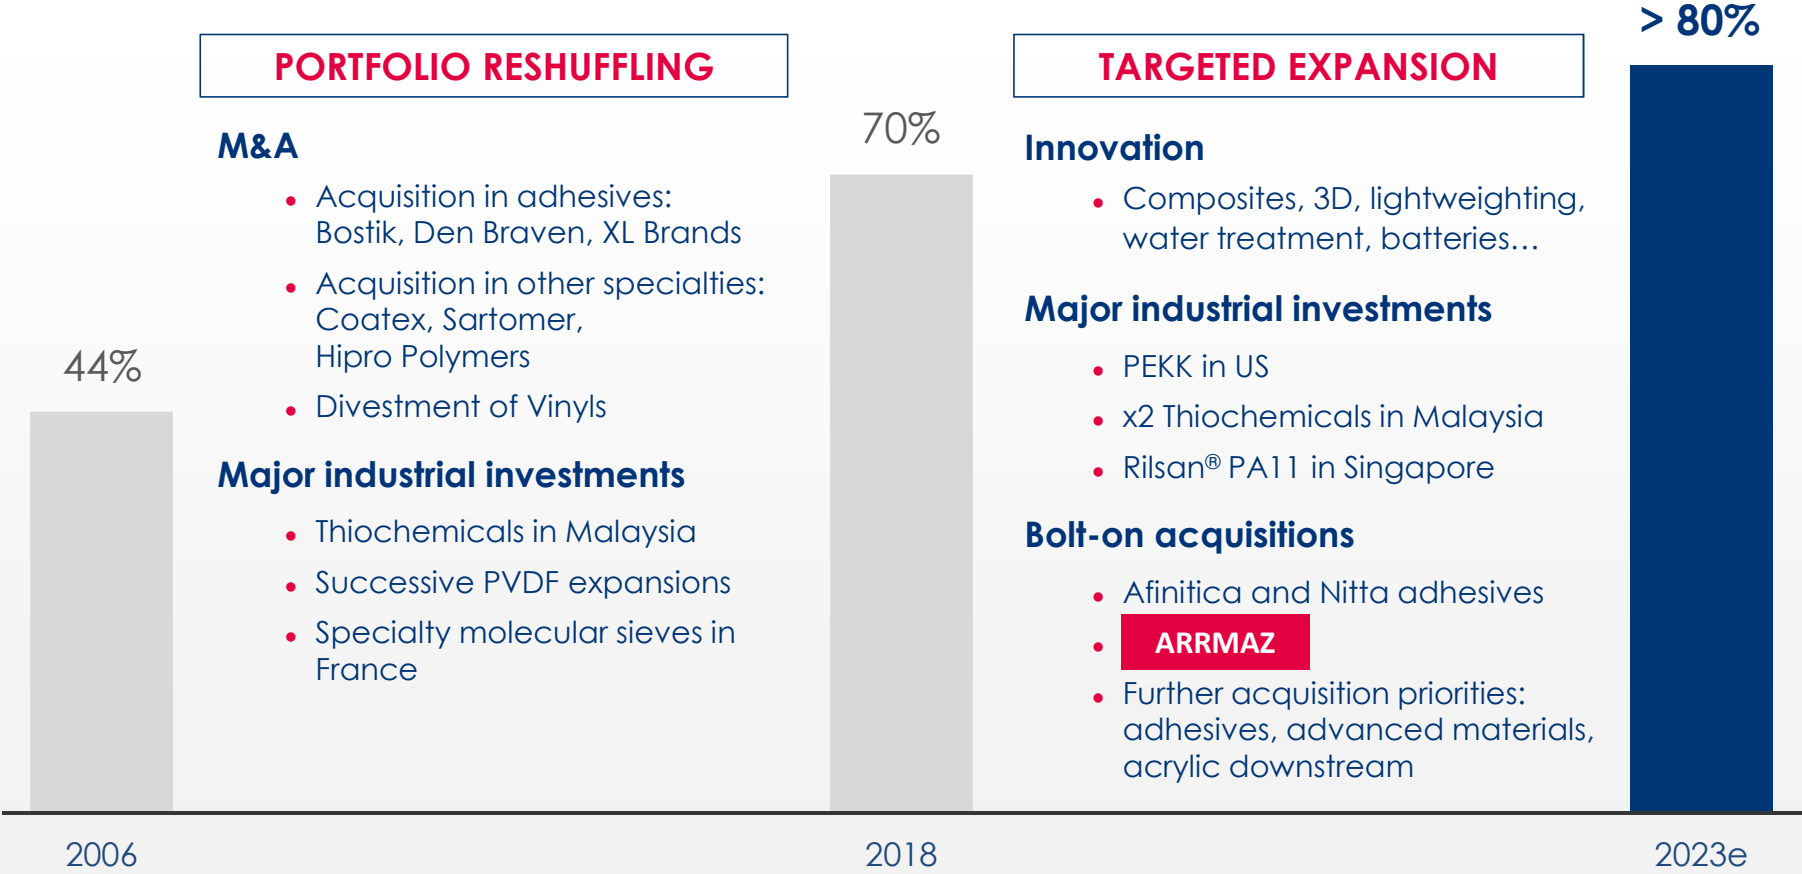 44%
2006
PORTFOLIO RESHUFFLING
M&A
• Acquisition in adhesives:
Bostik, Den Braven, XL Brands
• Acquisition in other specialties:
Coatex, Sartomer,
Hipro Polymers
• Divestment of Vinyls
Major industrial investments
• Thiochemicals in Malaysia
• Successive PVDF expansions
• Specialty molecular sieves in
France
70%
2018
TARGETED EXPANSION
Innovation
• Composites, 3D, lightweighting,
water treatment, batteries…
Major industrial investments
• PEKK in US
• x2 Thiochemicals in Malaysia
• Rilsan® PA11 in Singapore
Bolt-on acquisitions
• Afinitica and Nitta adhesives
• ARRMAZ
• Further acquisition priorities:
adhesives, advanced materials,
acrylic downstream
> 80%
2023e